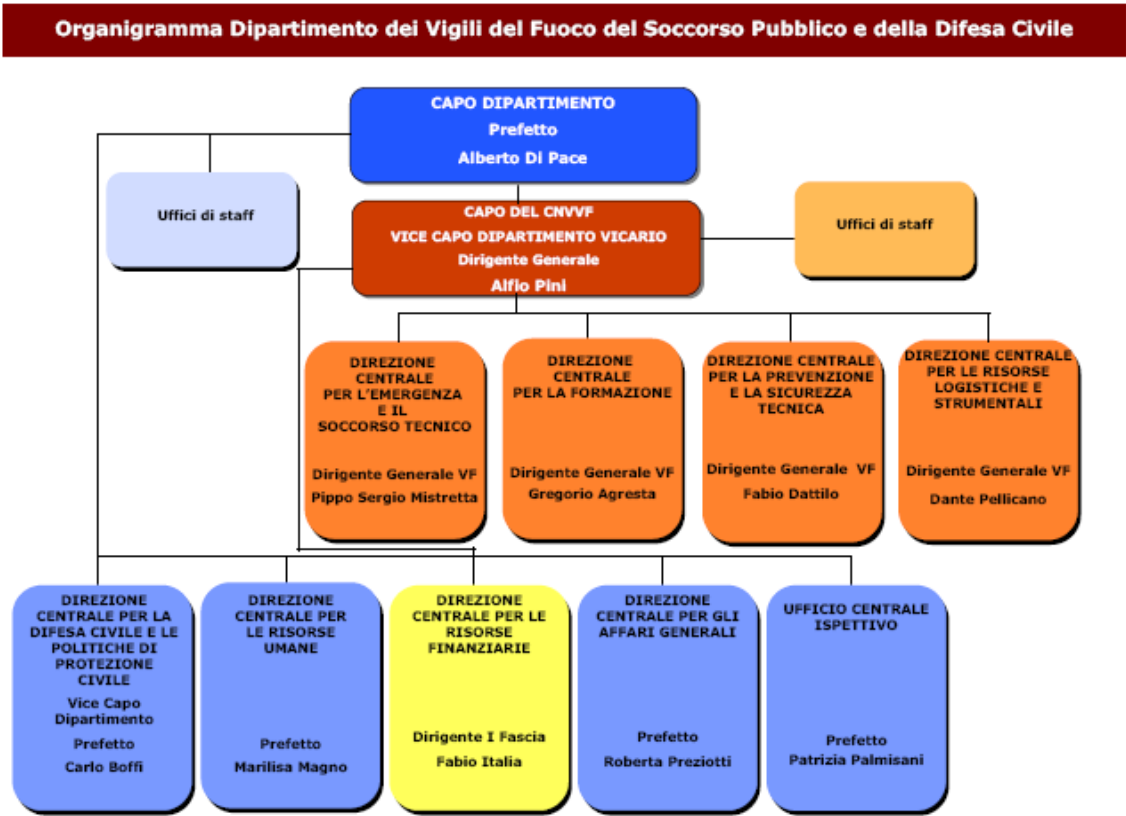 Organigramma Dipartimento dei Vigili del Fuoco del Soccorso Pubblico e della Difesa Civile
CAPO DIPARTIMENTO
Prefetto
Alberto Di Pace
Uffici di staff
CAPO DEL CNVVF
VICE CAPO DIPARTIMENTO VICARIO
Dirigente Generale
Alfio Pini
Uffici di staff
DIREZIONE
CENTRALE
PER L'EMERGENZA
E IL
SOCCORSO TECNICO
Dirigente Generale VF
Pippo Sergio Mistretta
DIREZIONE
CENTRALE
PER LA FORMAZIONE
Dirigente Generale VF
Gregorio Agresta
DIREZIONE CENTRALE
PER LA PREVENZIONE
E LA SICUREZZA
TECNICA
Dirigente Generale VF
Fabio Dattilo
DIREZIONE CENTRALE
PER LE RISORSE
LOGISTICHE E
STRUMENTALI
Dirigente Generale VF
Dante Pellicano
DIREZIONE
CENTRALE PER LA
DIFESA CIVILE E LE
POLITICHE DI
PROTEZIONE
CIVILE
Vice Capo
Dipartimento
Prefetto
Carlo Boffi
DIREZIONE
CENTRALE PER
LE RISORSE
UMANE
Prefetto
Marilisa Magno
DIREZIONE
CENTRALE PER LE
RISORSE
FINANZIARIE
Dirigente I Fascia
Fabio Italia
DIREZIONE
CENTRALE PER GLI
AFFARI GENERALI
Prefetto
Roberta Preziotti
UFFICIO CENTRALE
ISPETTIVO
Prefetto
Patrizia Palmisani